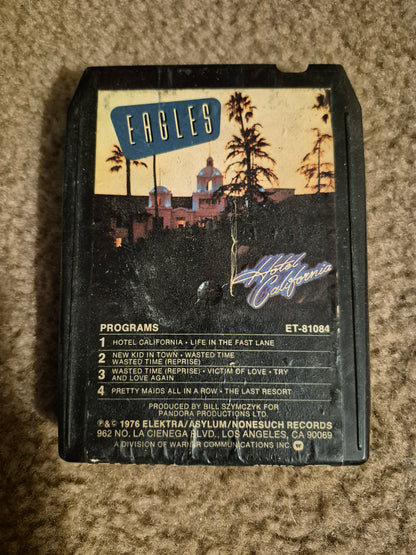 EAGLES
Hotel
California
PROGRAMS ET-81084
1 HOTEL CALIFORNIA • LIFE IN THE FAST LANE
2 NEW KID IN TOWN • WASTED TIME
WASTED TIME (REPRISE)
3 WASTED TIME (REPRISE) • VICTIM OF LOVE • TRY
AND LOVE AGAIN
4 PRETTY MAIDS ALL IN A ROW • THE LAST RESORT
PRODUCED BY BILL SZYMCZYK FOR
PANDORA PRODUCTIONS LTD.
℗ & © 1976 ELEKTRA/ASYLUM/NONESUCH RECORDS
962 NO. LA CIENEGA BLVD., LOS ANGELES, CA 90069
A DIVISION OF WARNER COMMUNICATIONS INC.